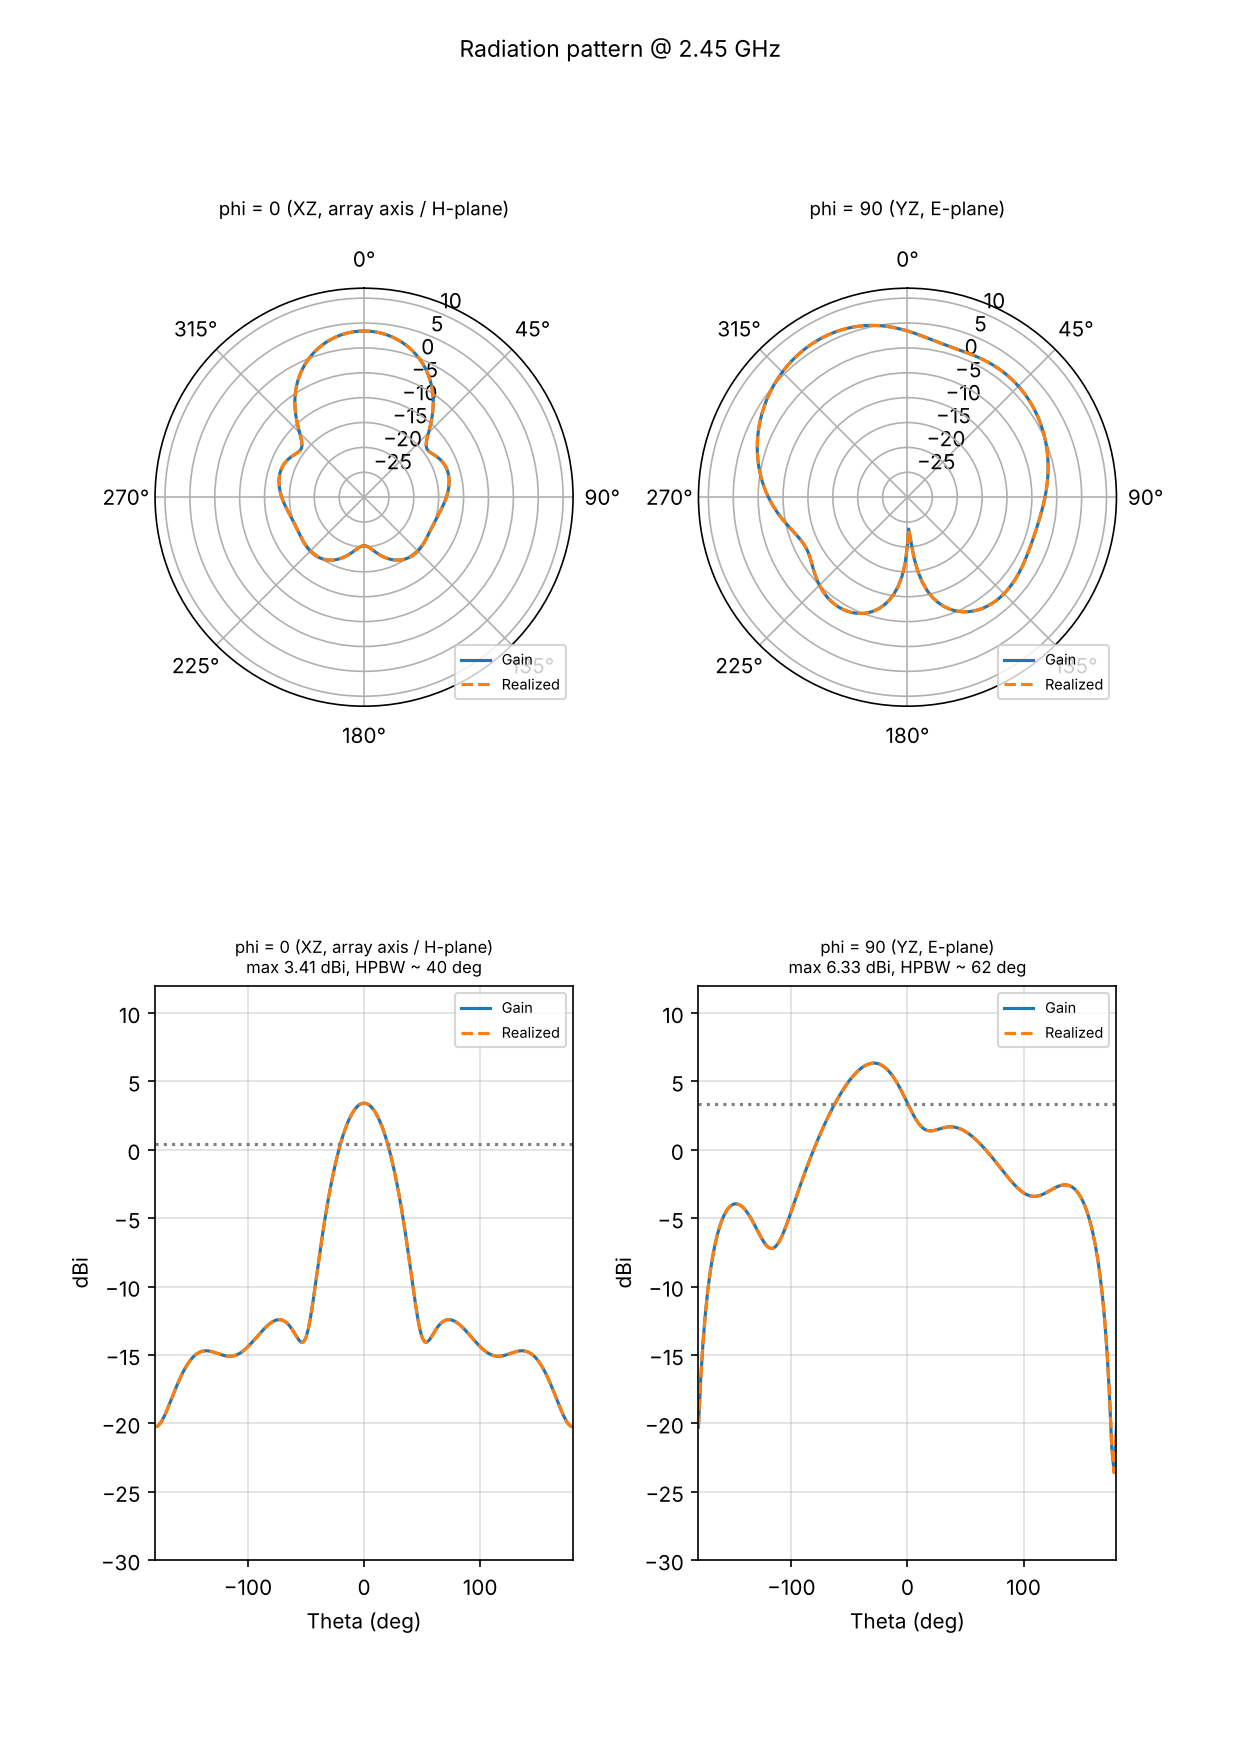 Radiation pattern @ 2.45 GHz
phi = 0 (XZ, array axis / H-plane)
0°
45°
90°
135°
180°
225°
270°
315°
10
5
0
−5
−10
−15
−20
−25
Gain
Realized
phi = 90 (YZ, E-plane)
0°
45°
90°
135°
180°
225°
270°
315°
10
5
0
−5
−10
−15
−20
−25
Gain
Realized
phi = 0 (XZ, array axis / H-plane)
max 3.41 dBi, HPBW ~ 40 deg
Gain
Realized
10
5
0
−5
−10
−15
−20
−25
−30
dBi
−100 0 100
Theta (deg)
phi = 90 (YZ, E-plane)
max 6.33 dBi, HPBW ~ 62 deg
Gain
Realized
10
5
0
−5
−10
−15
−20
−25
−30
dBi
−100 0 100
Theta (deg)